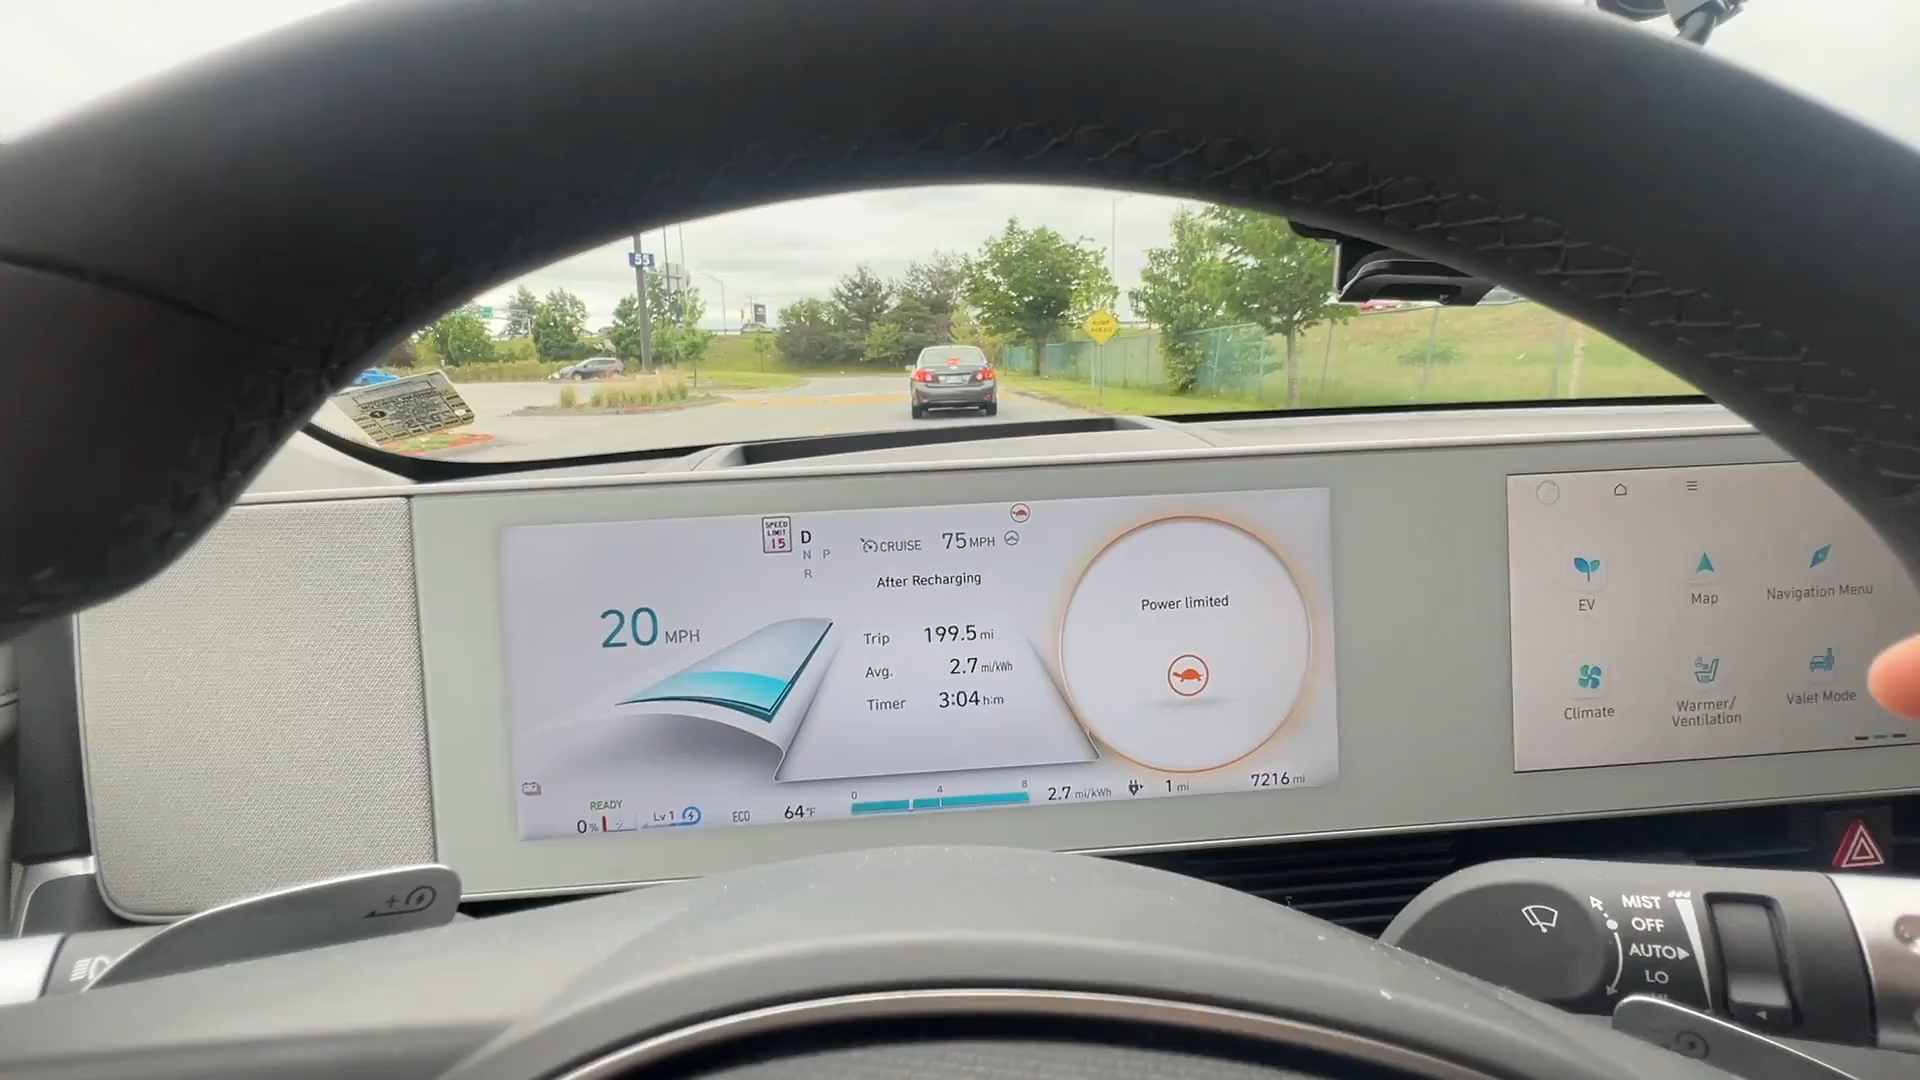 55
BUMP
AHEAD
SPEED
LIMIT
15
D
N P
R
CRUISE 75 MPH
After Recharging
20 MPH
Trip 199.5 mi
Avg. 2.7 mi/kWh
Timer 3:04 h:m
Power limited
0 4 8
2.7 mi/kWh
1 mi
7216 mi
READY
0%
Lv 1
ECO
64°F
EV
Map
Navigation Menu
Climate
Warmer/
Ventilation
Valet Mode
+
MIST
OFF
AUTO
LO